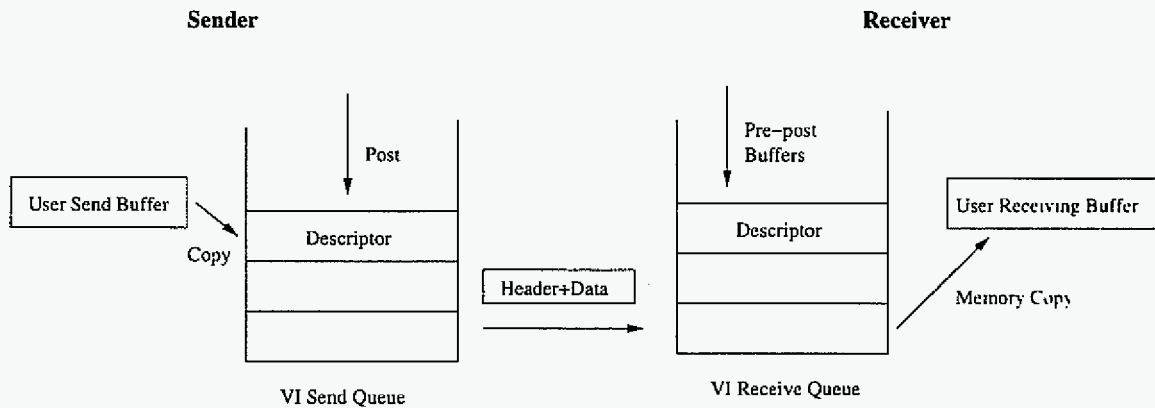 Sender
Receiver
Post
Pre-post
Buffers
User Send Buffer
Copy
Descriptor
Header+Data
Descriptor
User Receiving Buffer
Memory Copy
VI Send Queue
VI Receive Queue